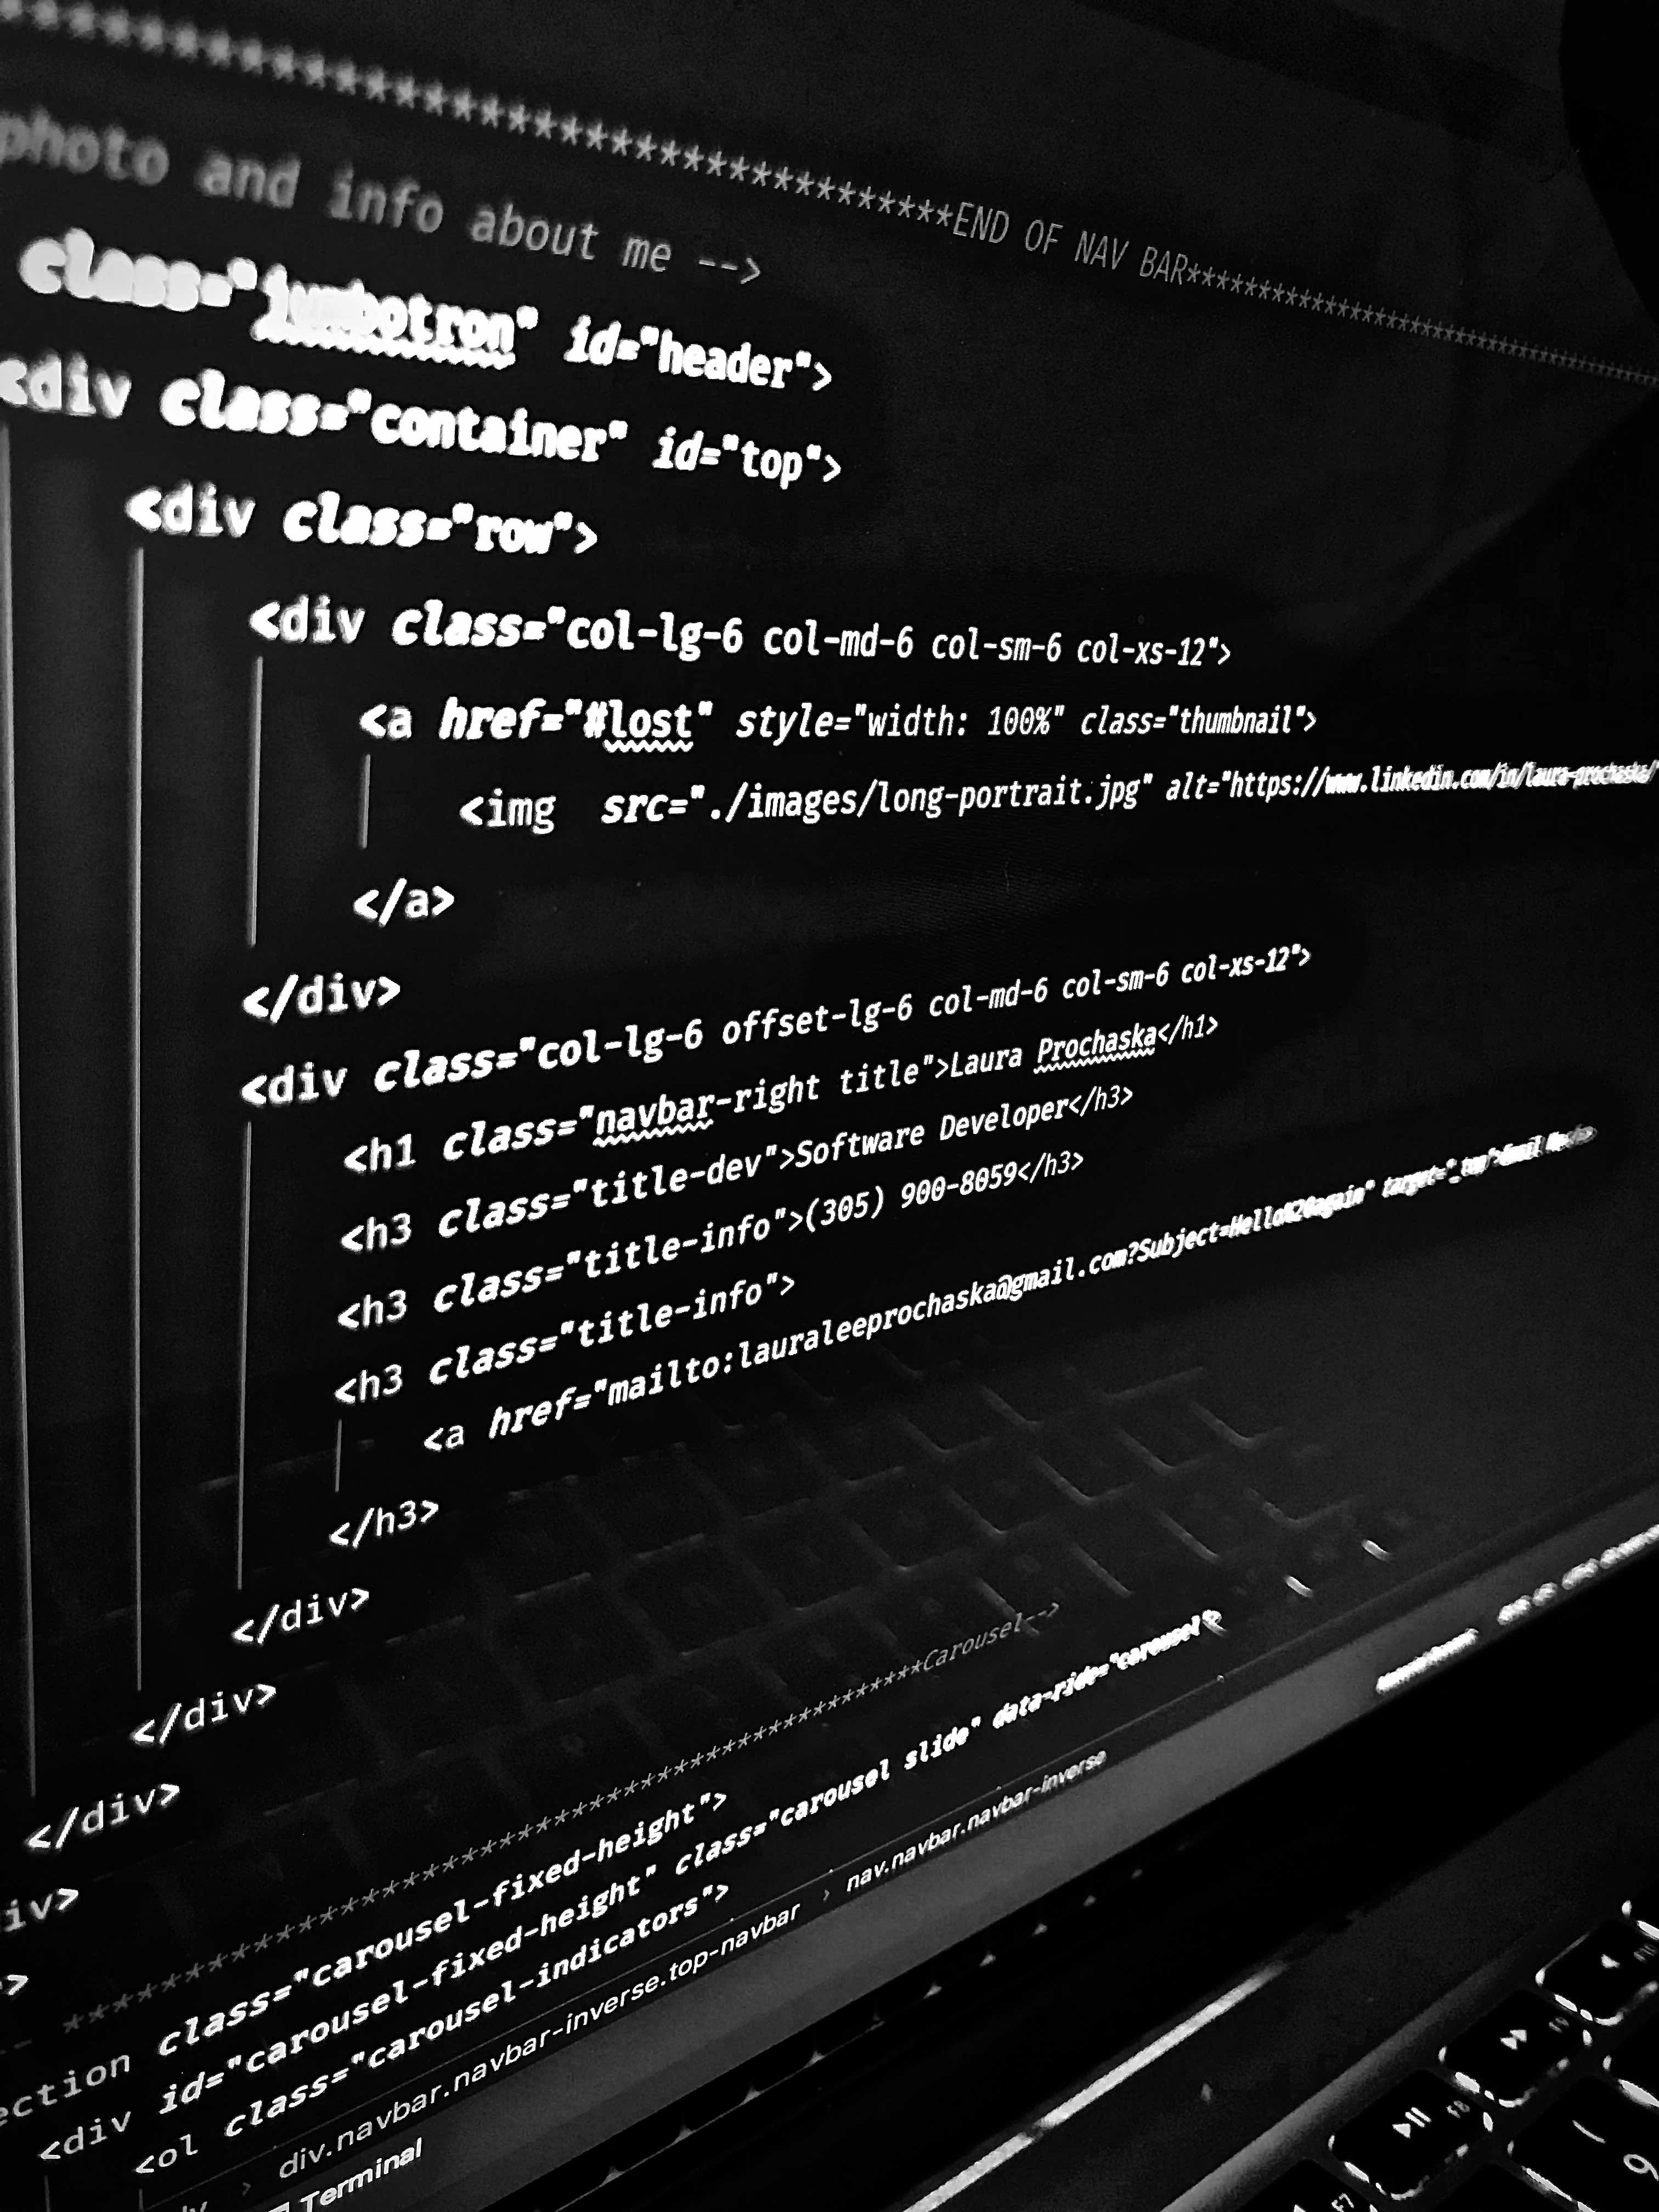 ****************************************END OF NAV BAR****************************************
photo and info about me -->
class="jumbotron" id="header">
<div class="container" id="top">
<div class="row">
<div class="col-lg-6 col-md-6 col-sm-6 col-xs-12">
<a href="#lost" style="width: 100%" class="thumbnail">
<img  src="./images/long-portrait.jpg" alt="https://www.linkedin.com/in/laura-prochaska/"
</a>
</div>
<div class="col-lg-6 offset-lg-6 col-md-6 col-sm-6 col-xs-12">
<h1 class="navbar-right title">Laura Prochaska</h1>
<h3 class="title-dev">Software Developer</h3>
<h3 class="title-info">(305) 900-8059</h3>
<h3 class="title-info">
<a href="mailto:lauraleeprochaska@gmail.com?Subject=Hello%20again" target="_top">Email
</h3>
</div>
</div>
</div>
iv>
>
-- ****************************************Carousel-->
ection class="carousel-fixed-height">
<div id="carousel-fixed-height" class="carousel slide" data-ride="carousel">
<ol class="carousel-indicators">
› div.navbar.navbar-inverse.top-navbar › nav.navbar.navbar-inverse
Terminal
F7
F8
6